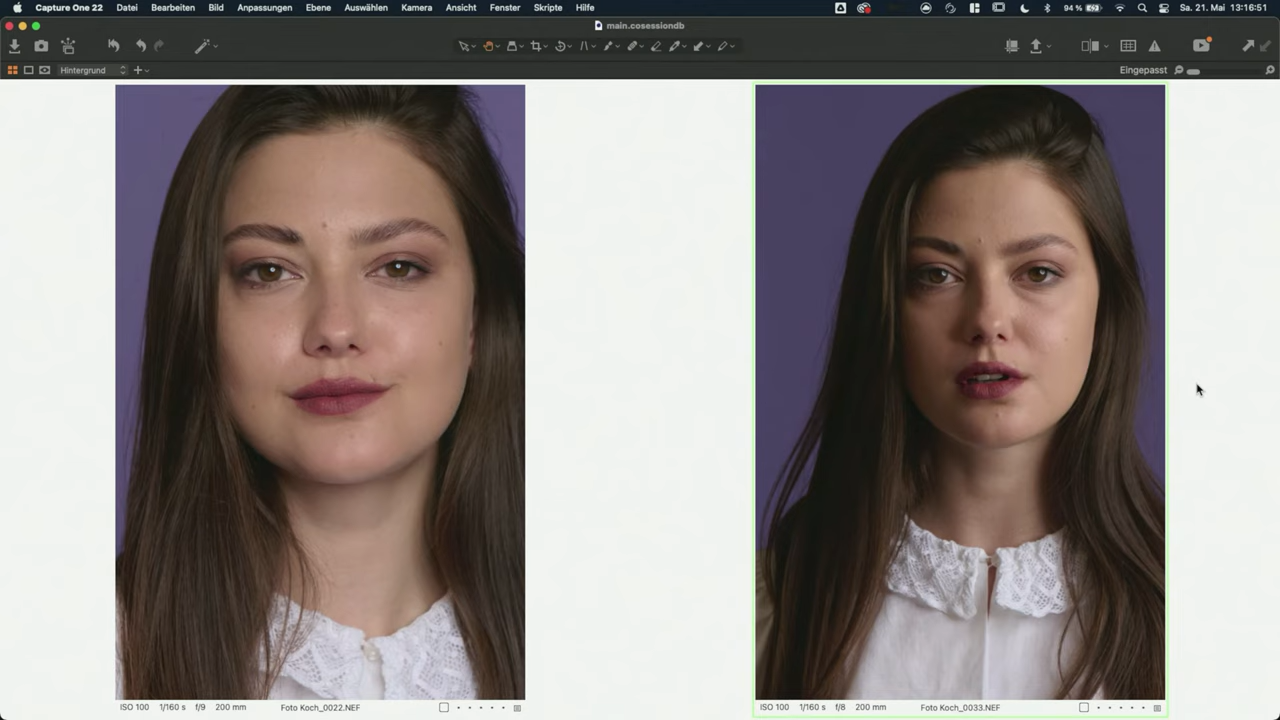 Capture One 22 Datei Bearbeiten Bild Anpassungen Ebene Auswählen Kamera Ansicht Fenster Skripte Hilfe 94 % Sa. 21. Mai 13:16:51
main.cosessiondb
Hintergrund Eingepasst
ISO 100 1/160 s f/9 200 mm Foto Koch_0022.NEF
ISO 100 1/160 s f/8 200 mm Foto Koch_0033.NEF